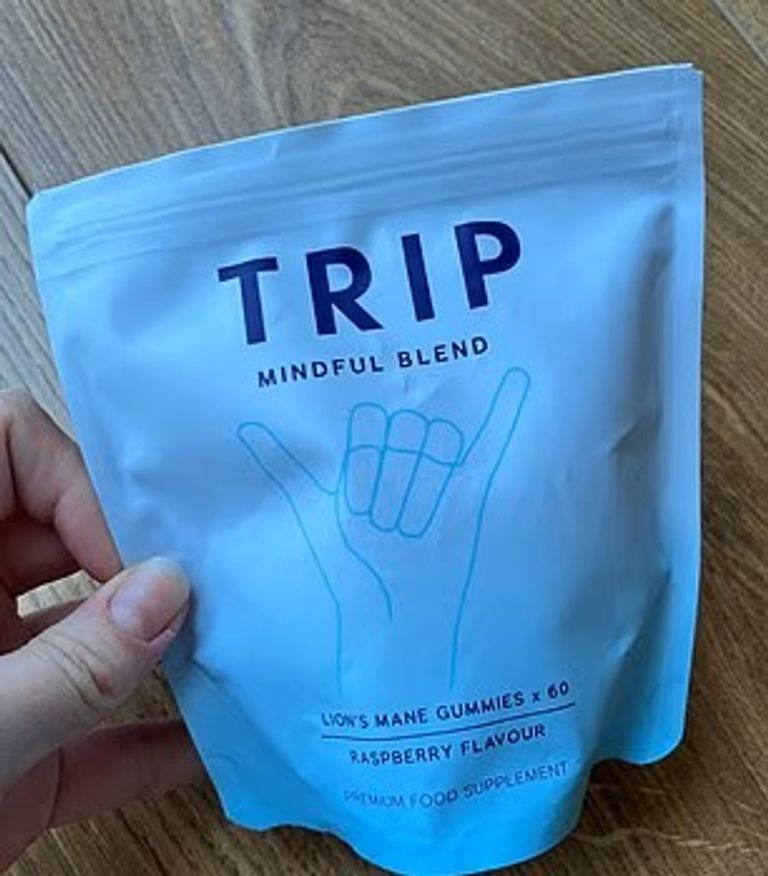 TRIP
MINDFUL BLEND
LION'S MANE GUMMIES x 60
RASPBERRY FLAVOUR
PREMIUM FOOD SUPPLEMENT